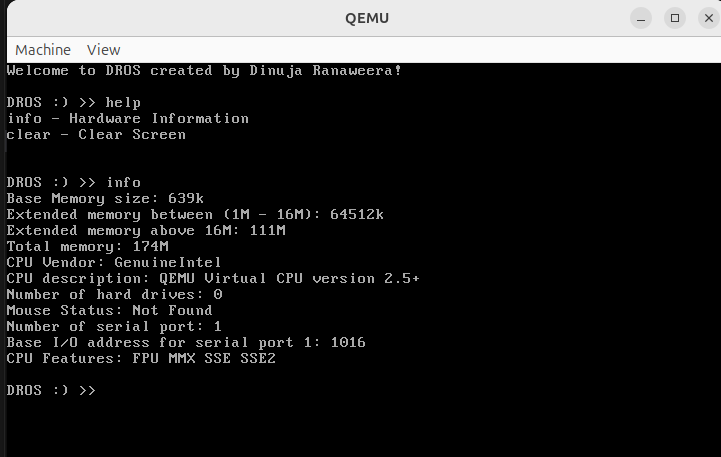 QEMU
Machine View
Welcome to DROS created by Dinuja Ranaweera!
DROS :) >> help
info - Hardware Information
clear - Clear Screen
DROS :) >> info
Base Memory size: 639k
Extended memory between (1M - 16M): 64512k
Extended memory above 16M: 111M
Total memory: 174M
CPU Vendor: GenuineIntel
CPU description: QEMU Virtual CPU version 2.5+
Number of hard drives: 0
Mouse Status: Not Found
Number of serial port: 1
Base I/O address for serial port 1: 1016
CPU Features: FPU MMX SSE SSE2
DROS :) >>